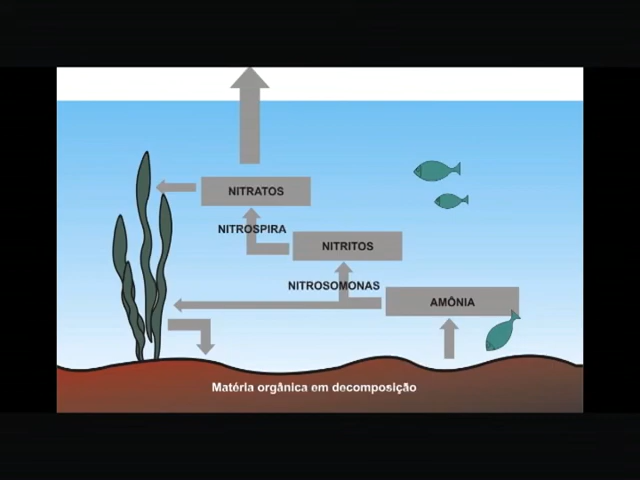 NITRATOS
NITROSPIRA
NITRITOS
NITROSOMONAS
AMÔNIA
Matéria orgânica em decomposição